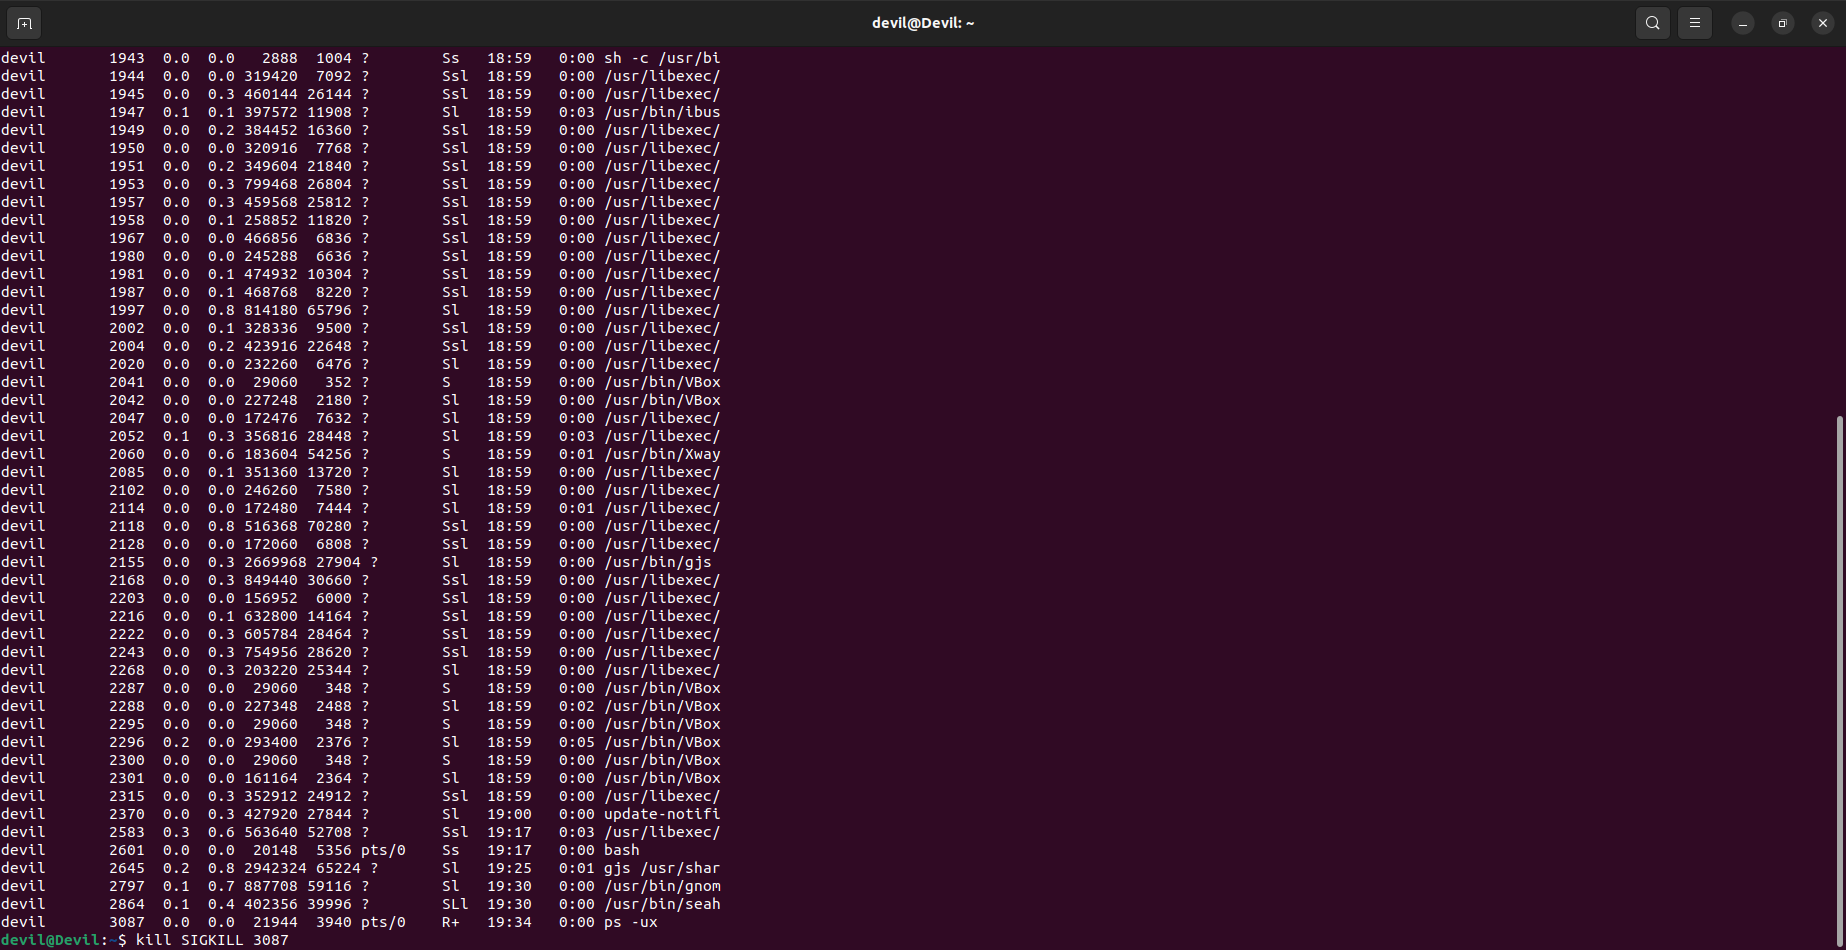 devil@Devil: ~
devil       1943  0.0  0.0   2888  1004 ?        Ss   18:59   0:00 sh -c /usr/bi
devil       1944  0.0  0.0 319420  7092 ?        Ssl  18:59   0:00 /usr/libexec/
devil       1945  0.0  0.3 460144 26144 ?        Ssl  18:59   0:00 /usr/libexec/
devil       1947  0.1  0.1 397572 11908 ?        Sl   18:59   0:03 /usr/bin/ibus
devil       1949  0.0  0.2 384452 16360 ?        Ssl  18:59   0:00 /usr/libexec/
devil       1950  0.0  0.0 320916  7768 ?        Ssl  18:59   0:00 /usr/libexec/
devil       1951  0.0  0.2 349604 21840 ?        Ssl  18:59   0:00 /usr/libexec/
devil       1953  0.0  0.3 799468 26804 ?        Ssl  18:59   0:00 /usr/libexec/
devil       1957  0.0  0.3 459568 25812 ?        Ssl  18:59   0:00 /usr/libexec/
devil       1958  0.0  0.1 258852 11820 ?        Ssl  18:59   0:00 /usr/libexec/
devil       1967  0.0  0.0 466856  6836 ?        Ssl  18:59   0:00 /usr/libexec/
devil       1980  0.0  0.0 245288  6636 ?        Ssl  18:59   0:00 /usr/libexec/
devil       1981  0.0  0.1 474932 10304 ?        Ssl  18:59   0:00 /usr/libexec/
devil       1987  0.0  0.1 468768  8220 ?        Ssl  18:59   0:00 /usr/libexec/
devil       1997  0.0  0.8 814180 65796 ?        Sl   18:59   0:00 /usr/libexec/
devil       2002  0.0  0.1 328336  9500 ?        Ssl  18:59   0:00 /usr/libexec/
devil       2004  0.0  0.2 423916 22648 ?        Ssl  18:59   0:00 /usr/libexec/
devil       2020  0.0  0.0 232260  6476 ?        Sl   18:59   0:00 /usr/libexec/
devil       2041  0.0  0.0  29060   352 ?        S    18:59   0:00 /usr/bin/VBox
devil       2042  0.0  0.0 227248  2180 ?        Sl   18:59   0:00 /usr/bin/VBox
devil       2047  0.0  0.0 172476  7632 ?        Sl   18:59   0:00 /usr/libexec/
devil       2052  0.1  0.3 356816 28448 ?        Sl   18:59   0:03 /usr/libexec/
devil       2060  0.0  0.6 183604 54256 ?        S    18:59   0:01 /usr/bin/Xway
devil       2085  0.0  0.1 351360 13720 ?        Sl   18:59   0:00 /usr/libexec/
devil       2102  0.0  0.0 246260  7580 ?        Sl   18:59   0:00 /usr/libexec/
devil       2114  0.0  0.0 172480  7444 ?        Sl   18:59   0:01 /usr/libexec/
devil       2118  0.0  0.8 516368 70280 ?        Ssl  18:59   0:00 /usr/libexec/
devil       2128  0.0  0.0 172060  6808 ?        Ssl  18:59   0:00 /usr/libexec/
devil       2155  0.0  0.3 2669968 27904 ?       Sl   18:59   0:00 /usr/bin/gjs
devil       2168  0.0  0.3 849440 30660 ?        Ssl  18:59   0:00 /usr/libexec/
devil       2203  0.0  0.0 156952  6000 ?        Ssl  18:59   0:00 /usr/libexec/
devil       2216  0.0  0.1 632800 14164 ?        Ssl  18:59   0:00 /usr/libexec/
devil       2222  0.0  0.3 605784 28464 ?        Ssl  18:59   0:00 /usr/libexec/
devil       2243  0.0  0.3 754956 28620 ?        Ssl  18:59   0:00 /usr/libexec/
devil       2268  0.0  0.3 203220 25344 ?        Sl   18:59   0:00 /usr/libexec/
devil       2287  0.0  0.0  29060   348 ?        S    18:59   0:00 /usr/bin/VBox
devil       2288  0.0  0.0 227348  2488 ?        Sl   18:59   0:02 /usr/bin/VBox
devil       2295  0.0  0.0  29060   348 ?        S    18:59   0:00 /usr/bin/VBox
devil       2296  0.2  0.0 293400  2376 ?        Sl   18:59   0:05 /usr/bin/VBox
devil       2300  0.0  0.0  29060   348 ?        S    18:59   0:00 /usr/bin/VBox
devil       2301  0.0  0.0 161164  2364 ?        Sl   18:59   0:00 /usr/bin/VBox
devil       2315  0.0  0.3 352912 24912 ?        Ssl  18:59   0:00 /usr/libexec/
devil       2370  0.0  0.3 427920 27844 ?        Sl   19:00   0:00 update-notifi
devil       2583  0.3  0.6 563640 52708 ?        Ssl  19:17   0:03 /usr/libexec/
devil       2601  0.0  0.0  20148  5356 pts/0    Ss   19:17   0:00 bash
devil       2645  0.2  0.8 2942324 65224 ?       Sl   19:25   0:01 gjs /usr/shar
devil       2797  0.1  0.7 887708 59116 ?        Sl   19:30   0:00 /usr/bin/gnom
devil       2864  0.1  0.4 402356 39996 ?        SLl  19:30   0:00 /usr/bin/seah
devil       3087  0.0  0.0  21944  3940 pts/0    R+   19:34   0:00 ps -ux
devil@Devil:~$ kill SIGKILL 3087